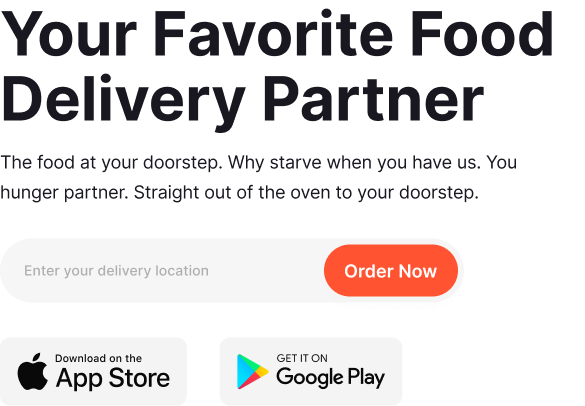 Your Favorite Food
Delivery Partner
The food at your doorstep. Why starve when you have us. You
hunger partner. Straight out of the oven to your doorstep.
Enter your delivery location
Order Now
Download on the
App Store
GET IT ON
Google Play